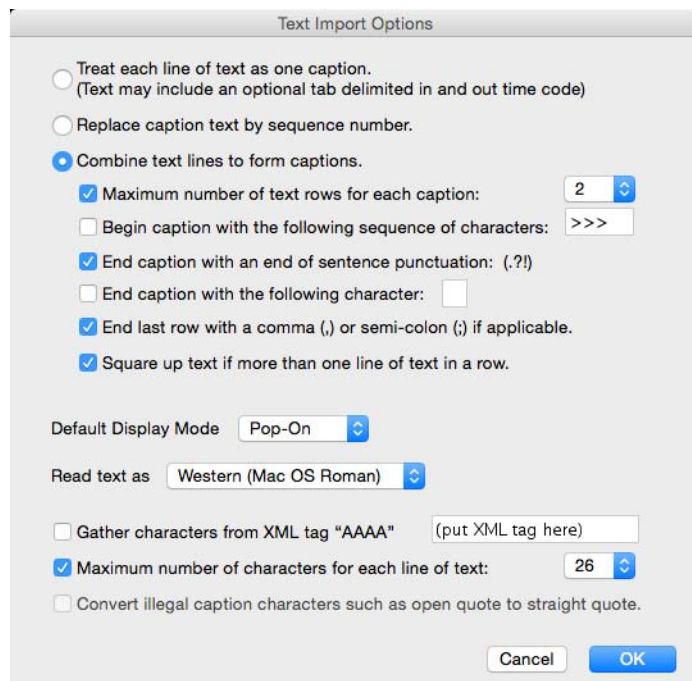 Text Import Options
Treat each line of text as one caption.
(Text may include an optional tab delimited in and out time code)
Replace caption text by sequence number.
Combine text lines to form captions.
Maximum number of text rows for each caption: 2
Begin caption with the following sequence of characters: >>>
End caption with an end of sentence punctuation: (.?!)
End caption with the following character:
End last row with a comma (,) or semi-colon (;) if applicable.
Square up text if more than one line of text in a row.
Default Display Mode Pop-On
Read text as Western (Mac OS Roman)
Gather characters from XML tag “AAAA” (put XML tag here)
Maximum number of characters for each line of text: 26
Convert illegal caption characters such as open quote to straight quote.
Cancel OK